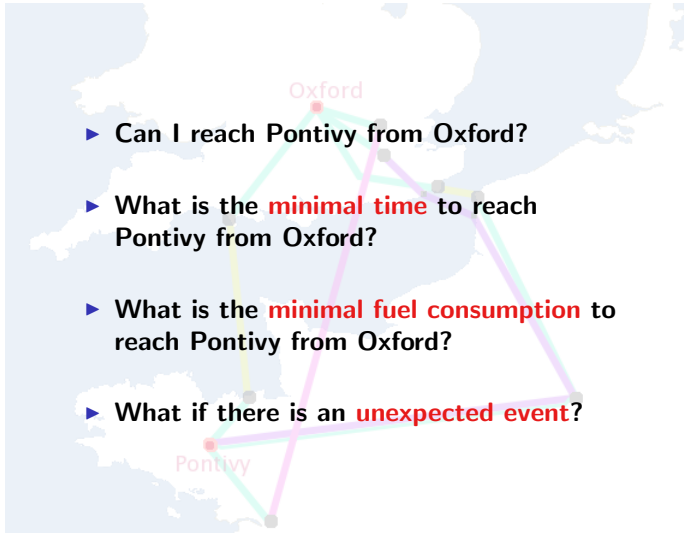 Oxford
▶ Can I reach Pontivy from Oxford?
▶ What is the minimal time to reach
Pontivy from Oxford?
▶ What is the minimal fuel consumption to
reach Pontivy from Oxford?
▶ What if there is an unexpected event?
Pontivy